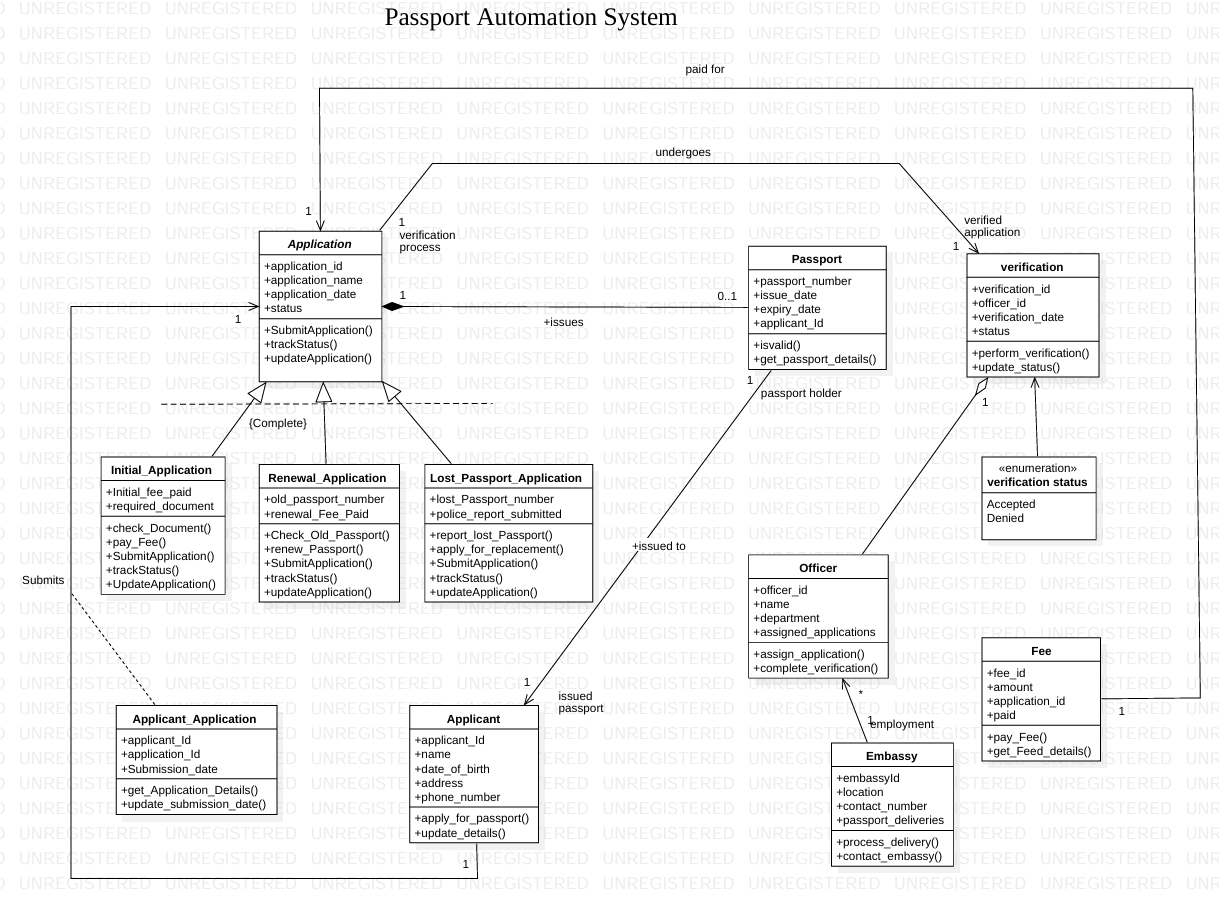 Passport Automation System
paid for
undergoes
1
1
verification
process
verified
application
1
Application
+application_id
+application_name
+application_date
+status
+SubmitApplication()
+trackStatus()
+updateApplication()
1
1
0..1
+issues
Passport
+passport_number
+issue_date
+expiry_date
+applicant_Id
+isvalid()
+get_passport_details()
1
passport holder
verification
+verification_id
+officer_id
+verification_date
+status
+perform_verification()
+update_status()
1
{Complete}
Initial_Application
+Initial_fee_paid
+required_document
+check_Document()
+pay_Fee()
+SubmitApplication()
+trackStatus()
+UpdateApplication()
Renewal_Application
+old_passport_number
+renewal_Fee_Paid
+Check_Old_Passport()
+renew_Passport()
+SubmitApplication()
+trackStatus()
+updateApplication()
Lost_Passport_Application
+lost_Passport_number
+police_report_submitted
+report_lost_Passport()
+apply_for_replacement()
+SubmitApplication()
+trackStatus()
+updateApplication()
«enumeration»
verification status
Accepted
Denied
+issued to
Submits
Officer
+officer_id
+name
+department
+assigned_applications
+assign_application()
+complete_verification()
*
1
employment
Fee
+fee_id
+amount
+application_id
+paid
+pay_Fee()
+get_Feed_details()
1
1
issued
passport
Applicant_Application
+applicant_Id
+application_Id
+Submission_date
+get_Application_Details()
+update_submission_date()
Applicant
+applicant_Id
+name
+date_of_birth
+address
+phone_number
+apply_for_passport()
+update_details()
1
Embassy
+embassyId
+location
+contact_number
+passport_deliveries
+process_delivery()
+contact_embassy()
UNREGISTERED